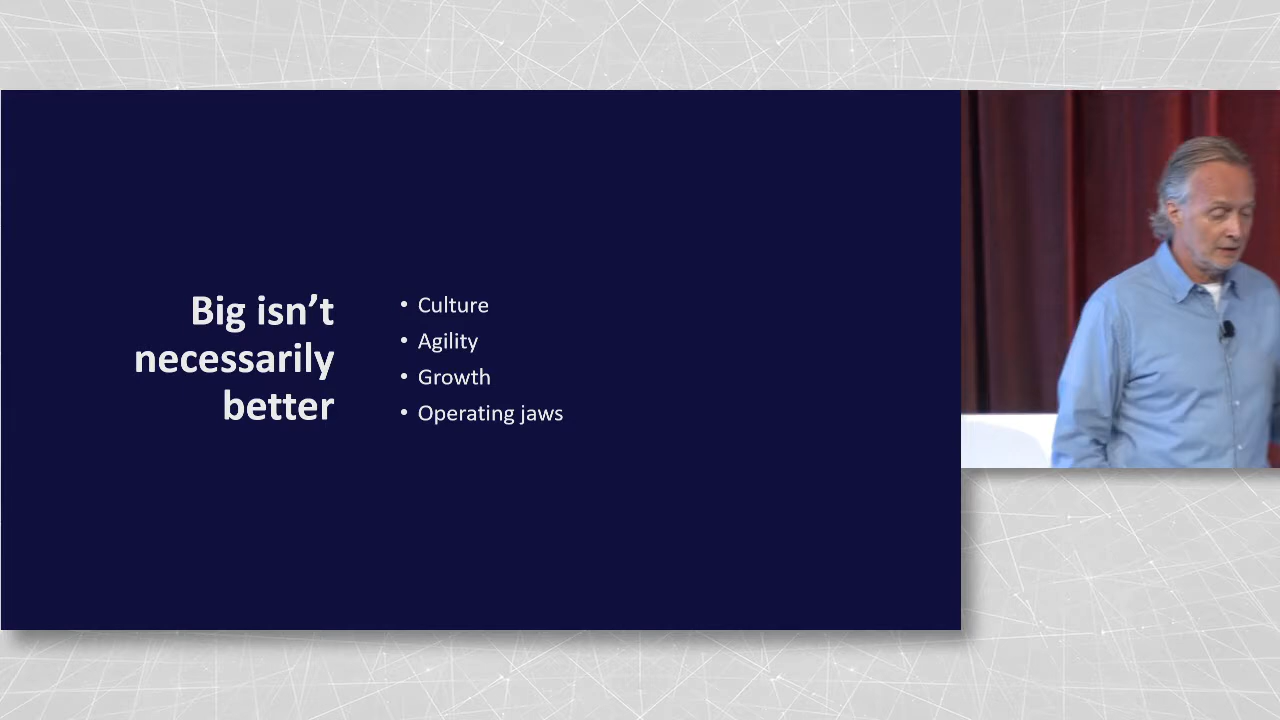 Big isn’t
necessarily
better
• Culture
• Agility
• Growth
• Operating jaws